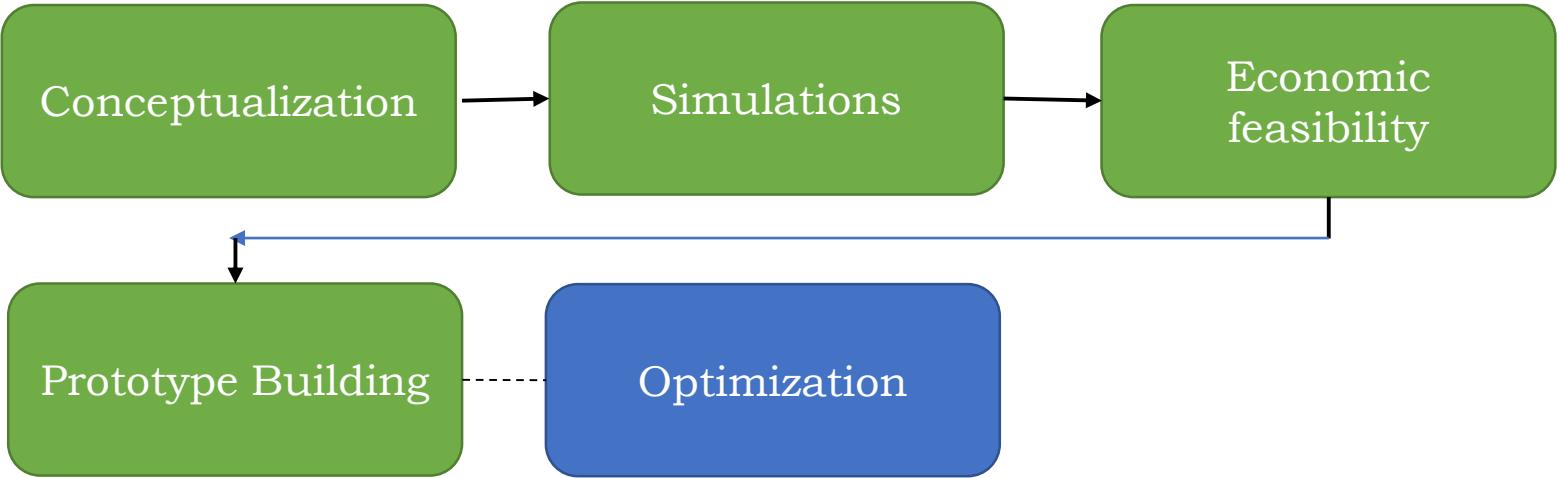 Conceptualization
Simulations
Economic
feasibility
Prototype Building
Optimization